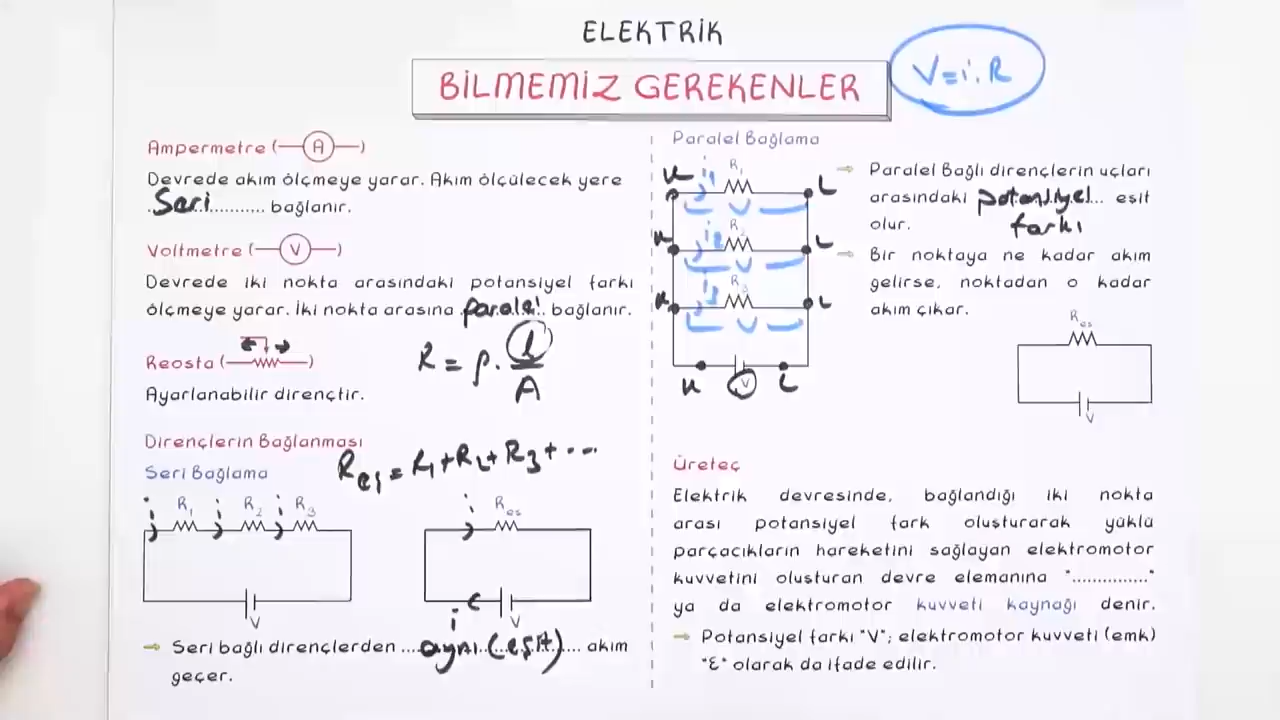 ELEKTRİK
BİLMEMİZ GEREKENLER
V=i.R
Ampermetre (A)
Devrede akım ölçmeye yarar. Akım ölçülecek yere
Seri............ bağlanır.
Voltmetre (V)
Devrede iki nokta arasındaki potansiyel farkı
ölçmeye yarar. İki nokta arasına paralel bağlanır.
Reosta ( )
R = ρ. l/A
Ayarlanabilir dirençtir.
Dirençlerin Bağlanması
Reş = R1+R2+R3+...
Seri Bağlama
i R1 i R2 i R3
i Reş
V
i V
Seri bağlı dirençlerden ....aynı (eşit).... akım
geçer.
Paralel Bağlama
K i1 R1 L
K i2 R2 L
K i3 R3 L
V
V
V
K V L
Paralel Bağlı dirençlerin uçları
arasındaki potansiyel... eşit
olur. farkı
Bir noktaya ne kadar akım
gelirse, noktadan o kadar
akım çıkar.
Reş
V
Üreteç
Elektrik devresinde, bağlandığı iki nokta
arası potansiyel fark oluşturarak yüklü
parçacıkların hareketini sağlayan elektromotor
kuvvetini oluşturan devre elemanına "..............."
ya da elektromotor kuvveti kaynağı denir.
Potansiyel farkı "V"; elektromotor kuvveti (emk)
"Ɛ" olarak da ifade edilir.